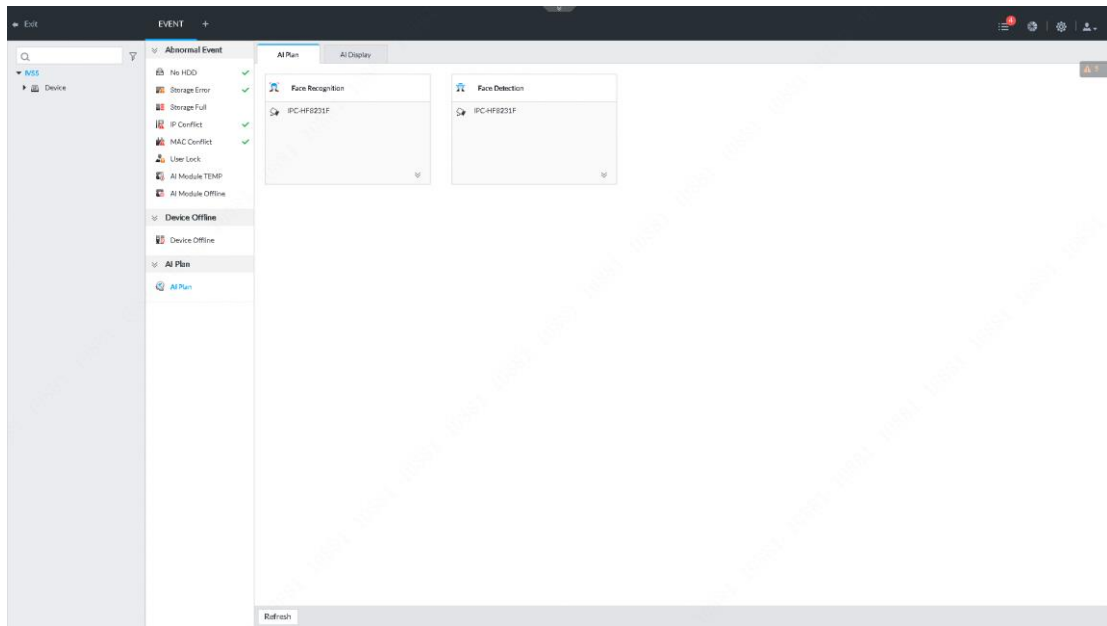 Exit
EVENT +
4
IVSS
Device
Abnormal Event
No HDD
Storage Error
Storage Full
IP Conflict
MAC Conflict
User Lock
AI Module TEMP
AI Module Offline
Device Offline
Device Offline
AI Plan
AI Plan
AI Plan AI Display
Face Recognition
IPC-HF8231F
Face Detection
IPC-HF8231F
Refresh